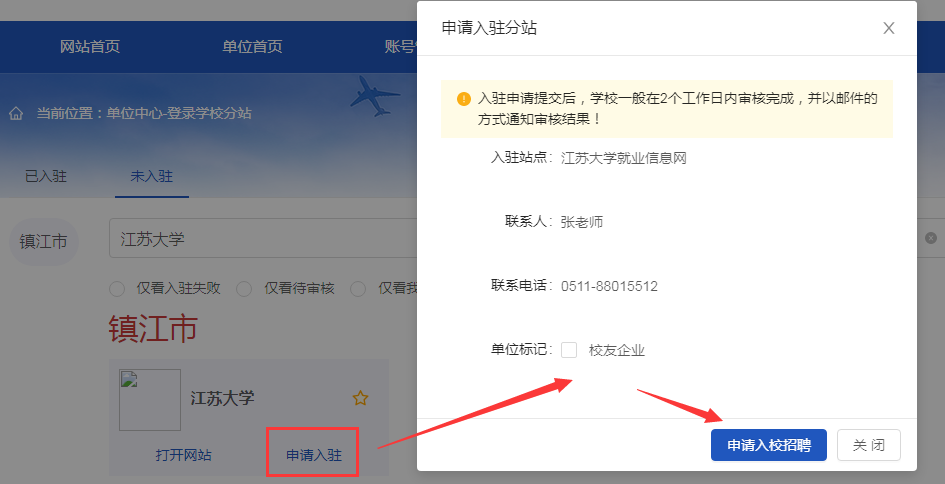 网站首页
单位首页
账号
当前位置：单位中心-登录学校分站
已入驻
未入驻
镇江市
江苏大学
仅看入驻失败
仅看待审核
仅看我
镇江市
江苏大学
打开网站
申请入驻
申请入驻分站
X
入驻申请提交后，学校一般在2个工作日内审核完成，并以邮件的
方式通知审核结果！
入驻站点：江苏大学就业信息网
联系人：张老师
联系电话：0511-88015512
单位标记：校友企业
申请入校招聘
关 闭